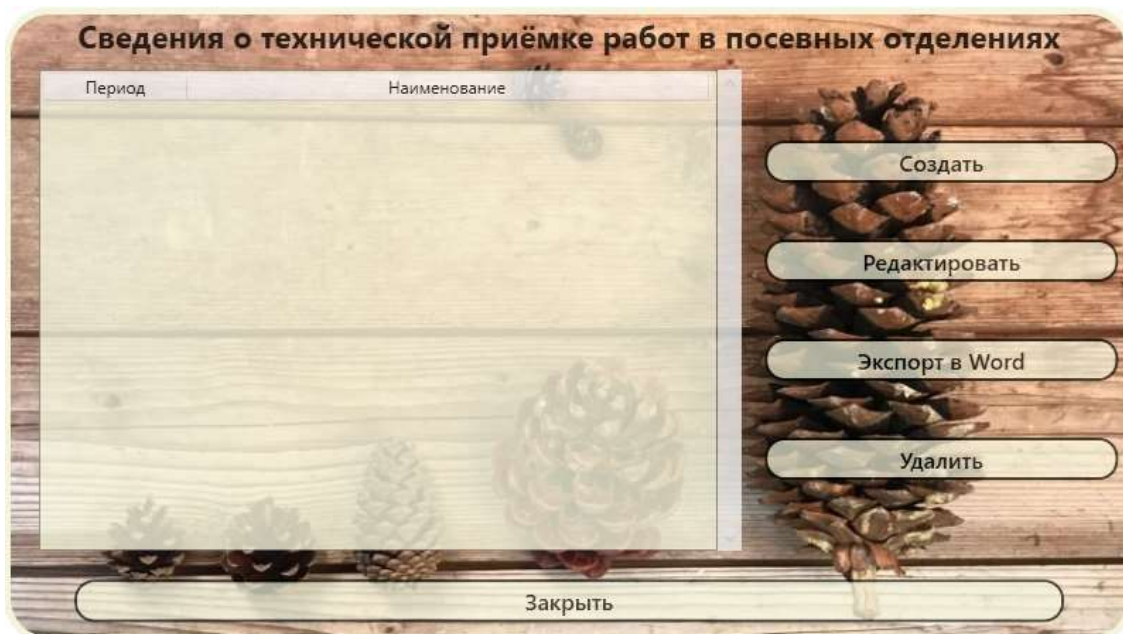 Сведения о технической приёмке работ в посевных отделениях
Период Наименование
Создать
Редактировать
Экспорт в Word
Удалить
Закрыть